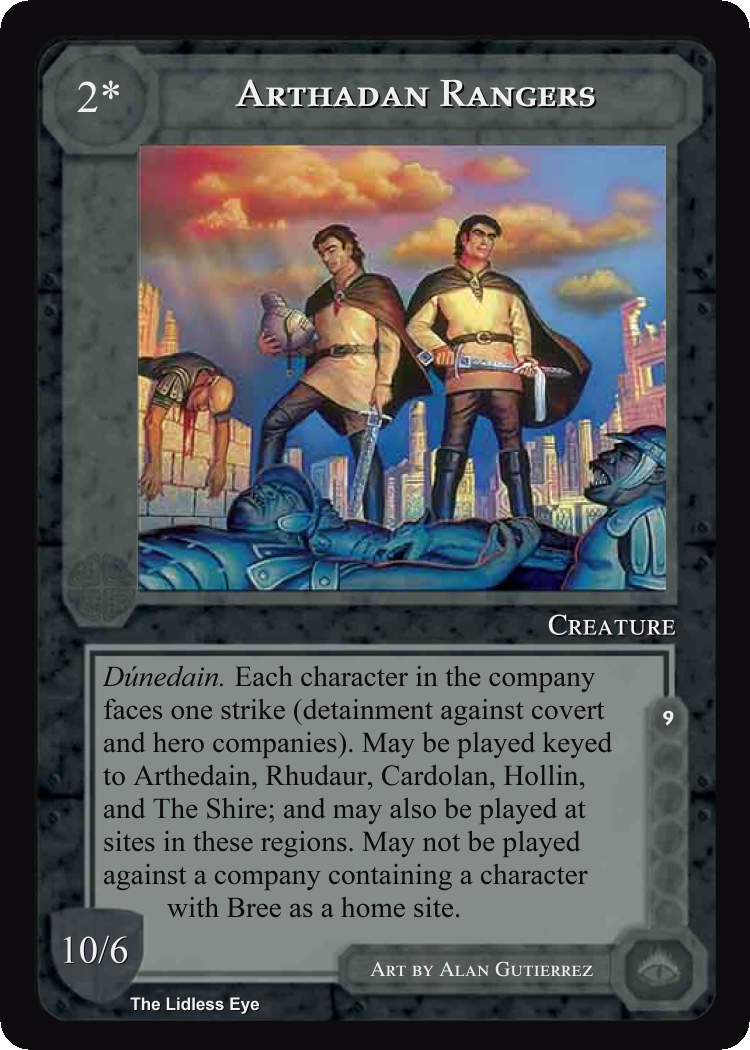 2*
Arthadan Rangers
Creature
Dúnedain. Each character in the company
faces one strike (detainment against covert
and hero companies). May be played keyed
to Arthedain, Rhudaur, Cardolan, Hollin,
and The Shire; and may also be played at
sites in these regions. May not be played
against a company containing a character
with Bree as a home site.
9
10/6
Art by Alan Gutierrez
The Lidless Eye